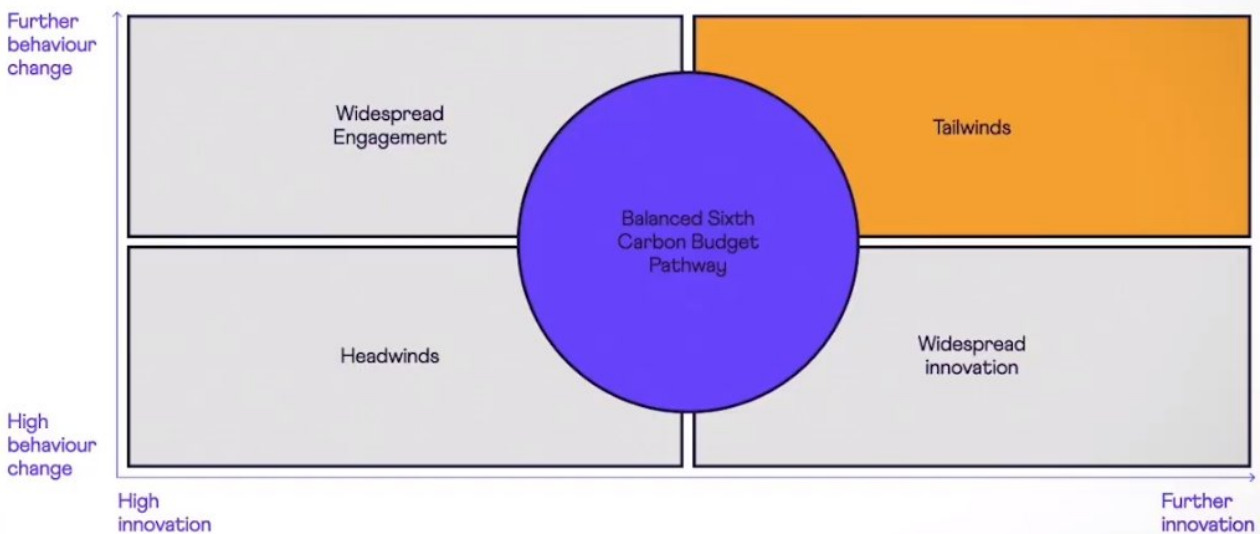 Further
behaviour
change
Widespread
Engagement
Tailwinds
Balanced Sixth
Carbon Budget
Pathway
Headwinds
Widespread
innovation
High
behaviour
change
High
innovation
Further
innovation